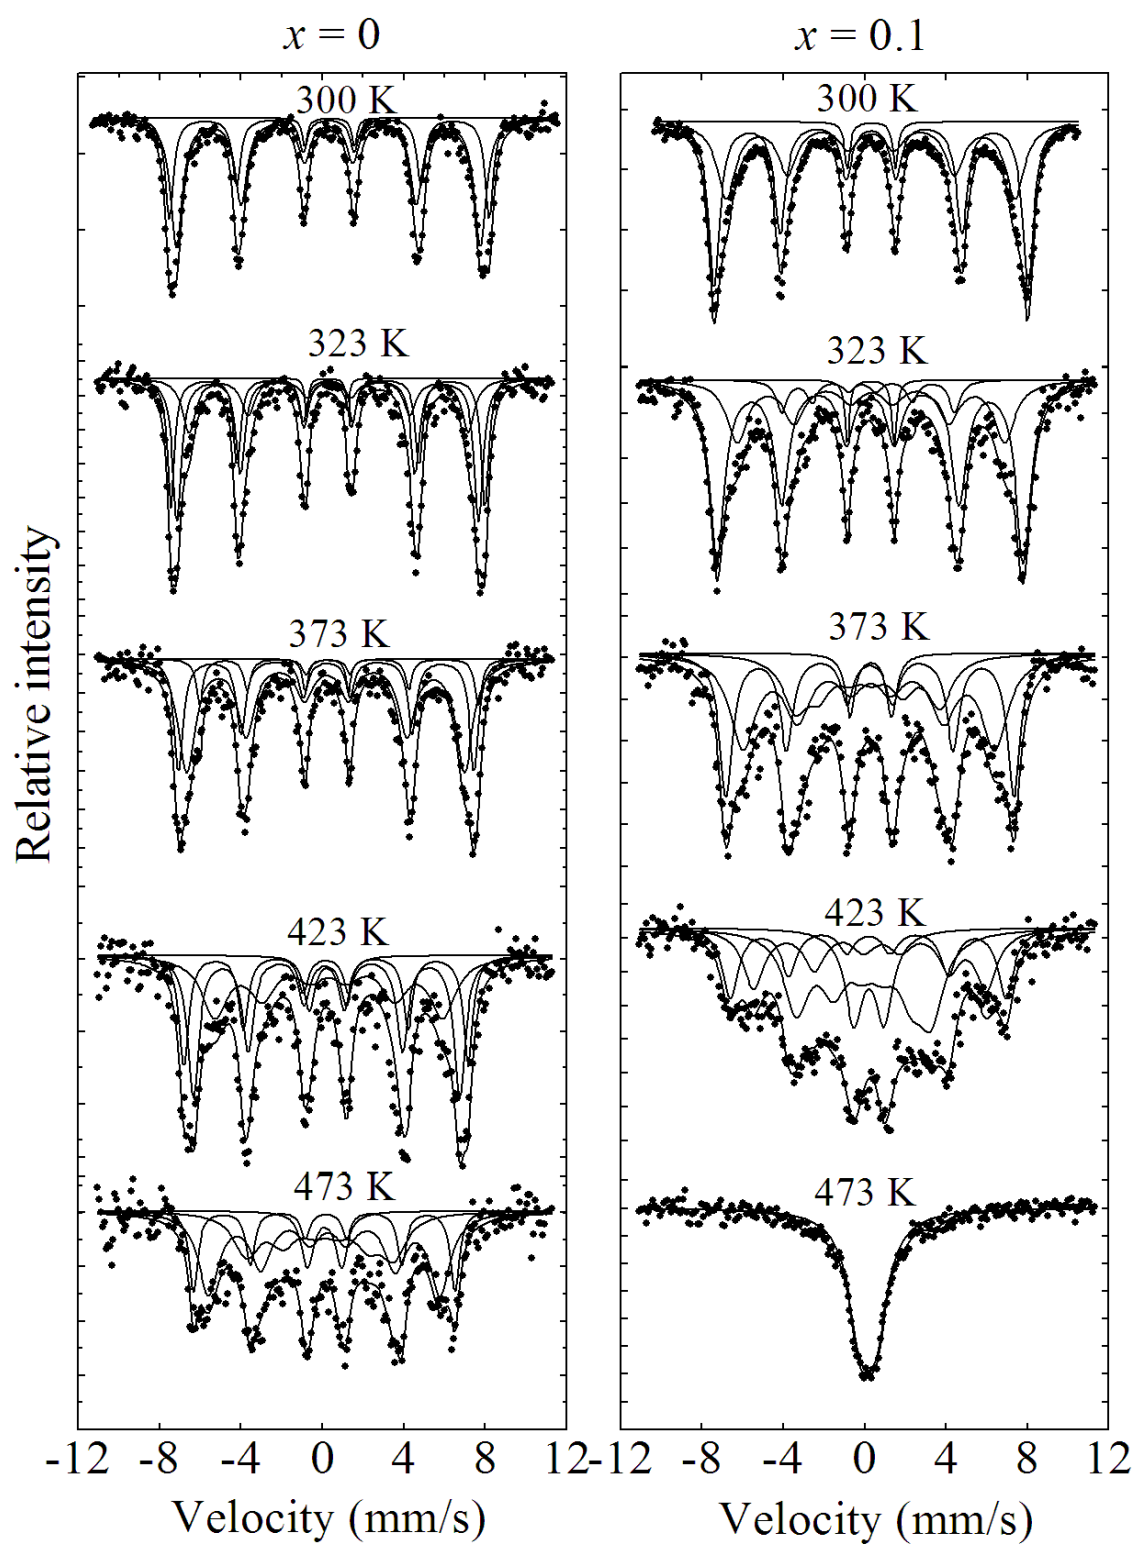 x = 0
x = 0.1
300 K
300 K
323 K
323 K
373 K
373 K
423 K
423 K
473 K
473 K
Relative intensity
-12 -8 -4 0 4 8 12
-12 -8 -4 0 4 8 12
Velocity (mm/s)
Velocity (mm/s)